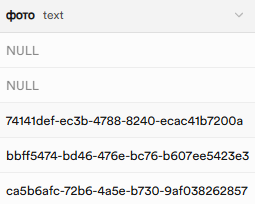 фото text
NULL
NULL
74141def-ec3b-4788-8240-ecac41b7200a
bbff5474-bd46-476e-bc76-b607ee5423e3
ca5b6afc-72b6-4a5e-b730-9af038262857